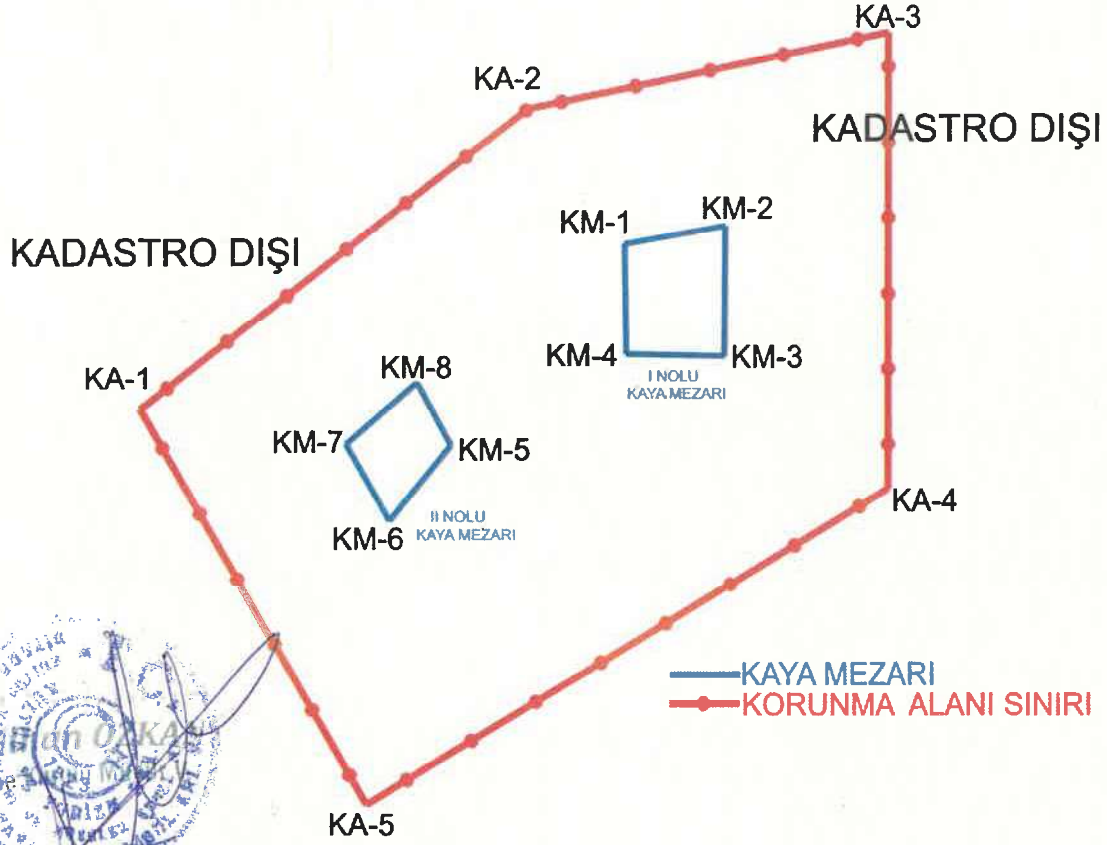 KA-3
KA-2
KADASTRO DIŞI
KM-1
KM-2
KADASTRO DIŞI
KM-4
KM-3
I NOLU
KAYA MEZARI
KA-1
KM-8
KM-7
KM-5
KA-4
II NOLU
KAYA MEZARI
KM-6
KAYA MEZARI
KORUNMA ALANI SINIRI
ÖZKAN
KA-5